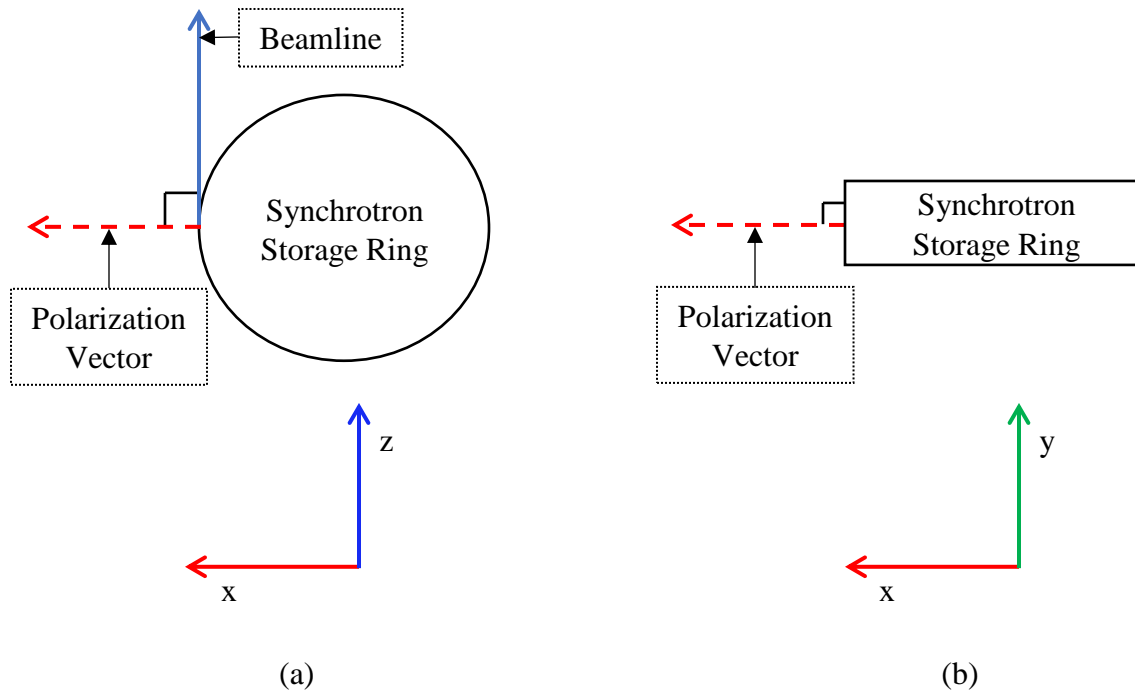 Beamline
Synchrotron
Storage Ring
Polarization
Vector
z
x
(a)
Synchrotron
Storage Ring
Polarization
Vector
y
x
(b)